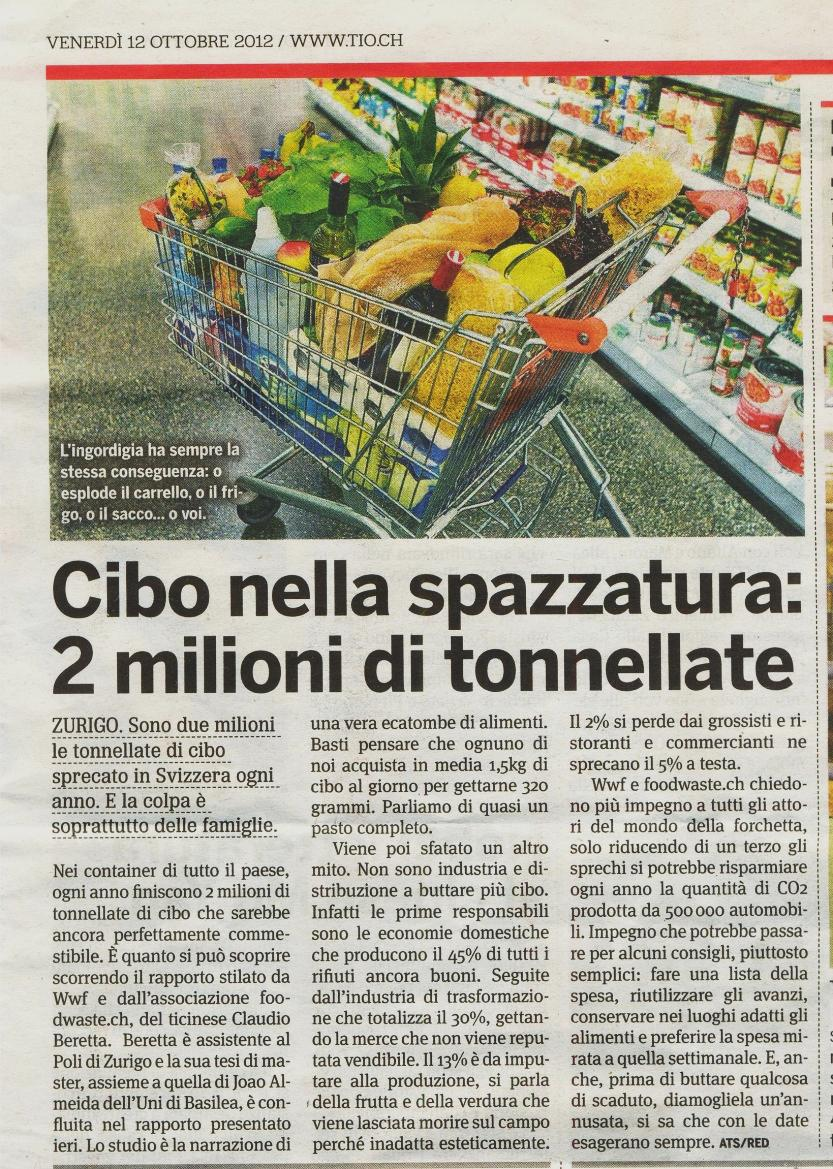 VENERDÌ 12 OTTOBRE 2012 / WWW.TIO.CH
L'ingordigia ha sempre la
stessa conseguenza: o
esplode il carrello, o il fri-
go, o il sacco... o voi.
Cibo nella spazzatura:
2 milioni di tonnellate
ZURIGO. Sono due milioni
le tonnellate di cibo
sprecato in Svizzera ogni
anno. E la colpa è
soprattutto delle famiglie.
Nei container di tutto il paese,
ogni anno finiscono 2 milioni di
tonnellate di cibo che sarebbe
ancora perfettamente comme-
stibile. È quanto si può scoprire
scorrendo il rapporto stilato da
Wwf e dall'associazione foo-
dwaste.ch, del ticinese Claudio
Beretta. Beretta è assistente al
Poli di Zurigo e la sua tesi di ma-
ster, assieme a quella di Joao Al-
meida dell'Uni di Basilea, è con-
fluita nel rapporto presentato
ieri. Lo studio è la narrazione di
una vera ecatombe di alimenti.
Basti pensare che ognuno di
noi acquista in media 1,5kg di
cibo al giorno per gettarne 320
grammi. Parliamo di quasi un
pasto completo.
Viene poi sfatato un altro
mito. Non sono industria e di-
stribuzione a buttare più cibo.
Infatti le prime responsabili
sono le economie domestiche
che producono il 45% di tutti i
rifiuti ancora buoni. Seguite
dall'industria di trasformazio-
ne che totalizza il 30%, gettan-
do la merce che non viene repu-
tata vendibile. Il 13% è da impu-
tare alla produzione, si parla
della frutta e della verdura che
viene lasciata morire sul campo
perché inadatta esteticamente.
Il 2% si perde dai grossisti e ri-
storanti e commercianti ne
sprecano il 5% a testa.
Wwf e foodwaste.ch chiedo-
no più impegno a tutti gli atto-
ri del mondo della forchetta,
solo riducendo di un terzo gli
sprechi si potrebbe risparmiare
ogni anno la quantità di CO2
prodotta da 500 000 automobi-
li. Impegno che potrebbe passa-
re per alcuni consigli, piuttosto
semplici: fare una lista della
spesa, riutilizzare gli avanzi,
conservare nei luoghi adatti gli
alimenti e preferire la spesa mi-
rata a quella settimanale. E, an-
che, prima di buttare qualcosa
di scaduto, diamogliela un'an-
nusata, si sa che con le date
esagerano sempre. ATS/RED